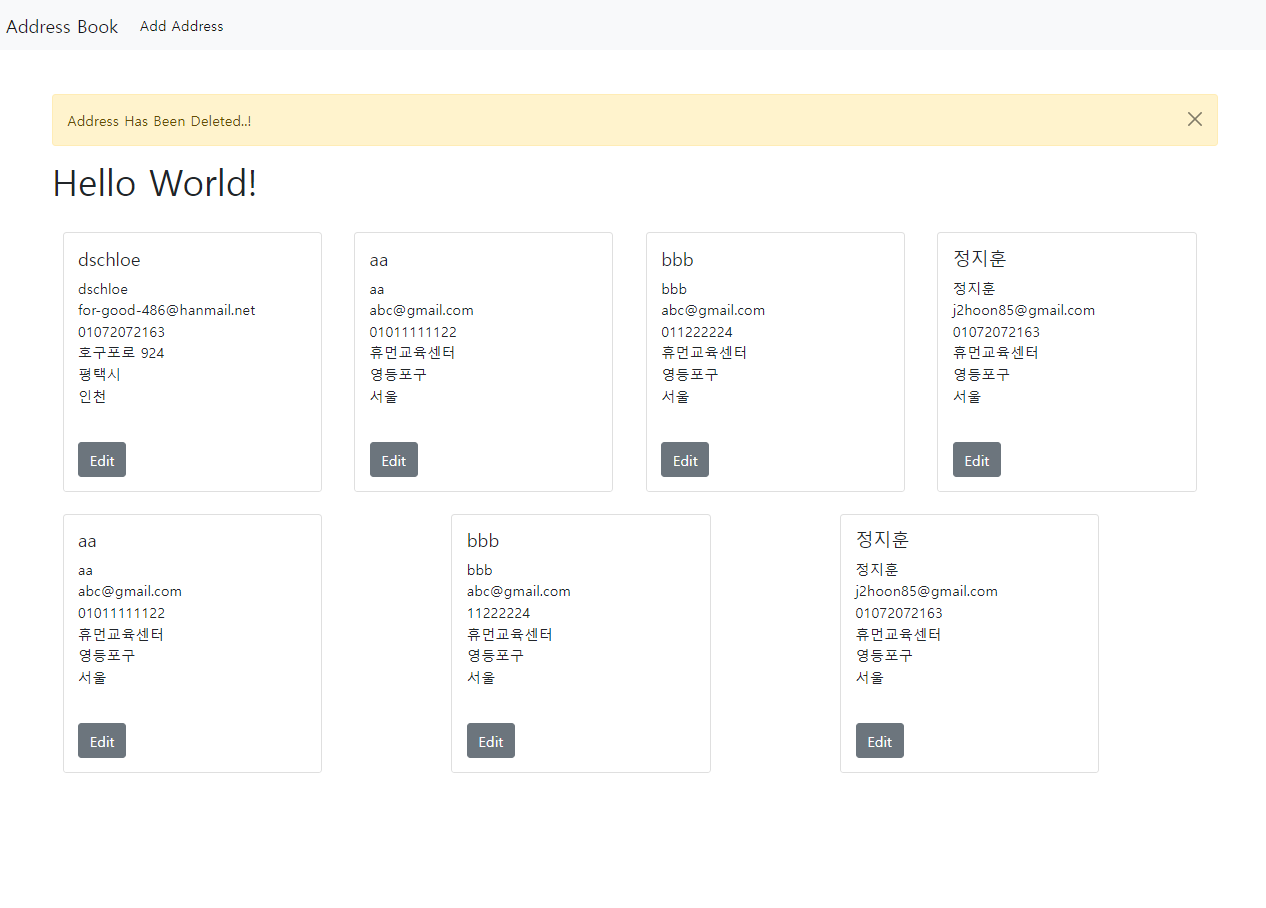 Address Book Add Address
Address Has Been Deleted..!
Hello World!
dschloe
dschloe
for-good-486@hanmail.net
01072072163
호구포로 924
평택시
인천
Edit
aa
aa
abc@gmail.com
01011111122
휴먼교육센터
영등포구
서울
Edit
bbb
bbb
abc@gmail.com
011222224
휴먼교육센터
영등포구
서울
Edit
정지훈
정지훈
j2hoon85@gmail.com
01072072163
휴먼교육센터
영등포구
서울
Edit
aa
aa
abc@gmail.com
01011111122
휴먼교육센터
영등포구
서울
Edit
bbb
bbb
abc@gmail.com
11222224
휴먼교육센터
영등포구
서울
Edit
정지훈
정지훈
j2hoon85@gmail.com
01072072163
휴먼교육센터
영등포구
서울
Edit